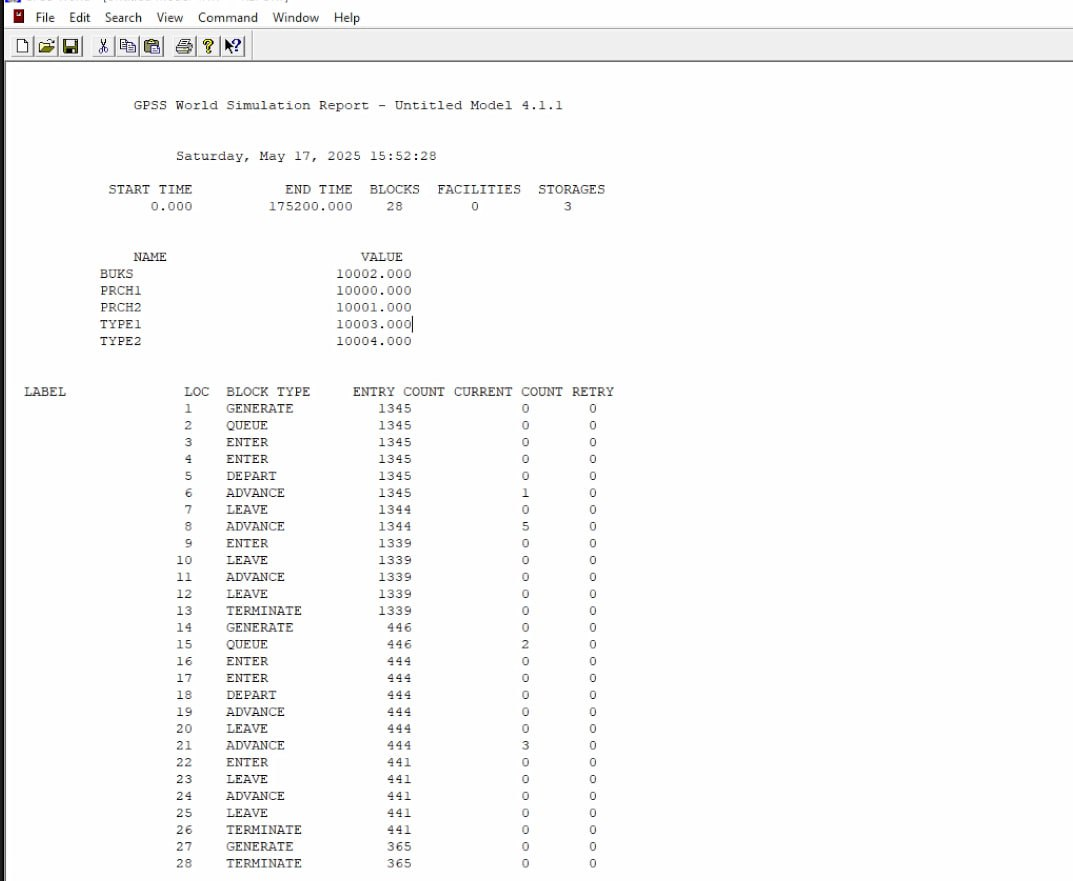 File Edit Search View Command Window Help
GPSS World Simulation Report - Untitled Model 4.1.1
Saturday, May 17, 2025 15:52:28
START TIME END TIME BLOCKS FACILITIES STORAGES
0.000 175200.000 28 0 3
NAME VALUE
BUKS 10002.000
PRCH1 10000.000
PRCH2 10001.000
TYPE1 10003.000
TYPE2 10004.000
LABEL LOC BLOCK TYPE ENTRY COUNT CURRENT COUNT RETRY
1 GENERATE 1345 0 0
2 QUEUE 1345 0 0
3 ENTER 1345 0 0
4 ENTER 1345 0 0
5 DEPART 1345 0 0
6 ADVANCE 1345 1 0
7 LEAVE 1344 0 0
8 ADVANCE 1344 5 0
9 ENTER 1339 0 0
10 LEAVE 1339 0 0
11 ADVANCE 1339 0 0
12 LEAVE 1339 0 0
13 TERMINATE 1339 0 0
14 GENERATE 446 0 0
15 QUEUE 446 2 0
16 ENTER 444 0 0
17 ENTER 444 0 0
18 DEPART 444 0 0
19 ADVANCE 444 0 0
20 LEAVE 444 0 0
21 ADVANCE 444 3 0
22 ENTER 441 0 0
23 LEAVE 441 0 0
24 ADVANCE 441 0 0
25 LEAVE 441 0 0
26 TERMINATE 441 0 0
27 GENERATE 365 0 0
28 TERMINATE 365 0 0